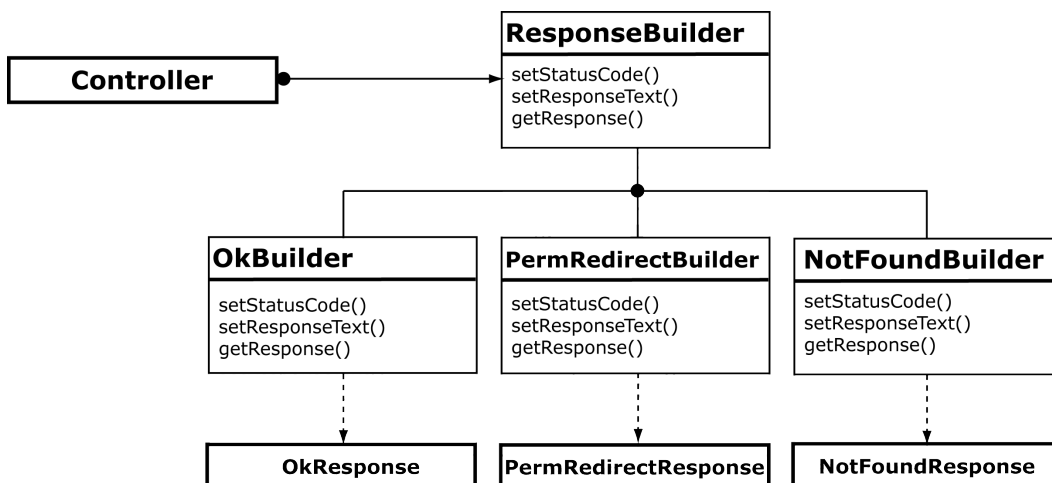 ResponseBuilder
Controller
setStatusCode()
setResponseText()
getResponse()
OkBuilder
setStatusCode()
setResponseText()
getResponse()
PermRedirectBuilder
setStatusCode()
setResponseText()
getResponse()
NotFoundBuilder
setStatusCode()
setResponseText()
getResponse()
OkResponse
PermRedirectResponse
NotFoundResponse